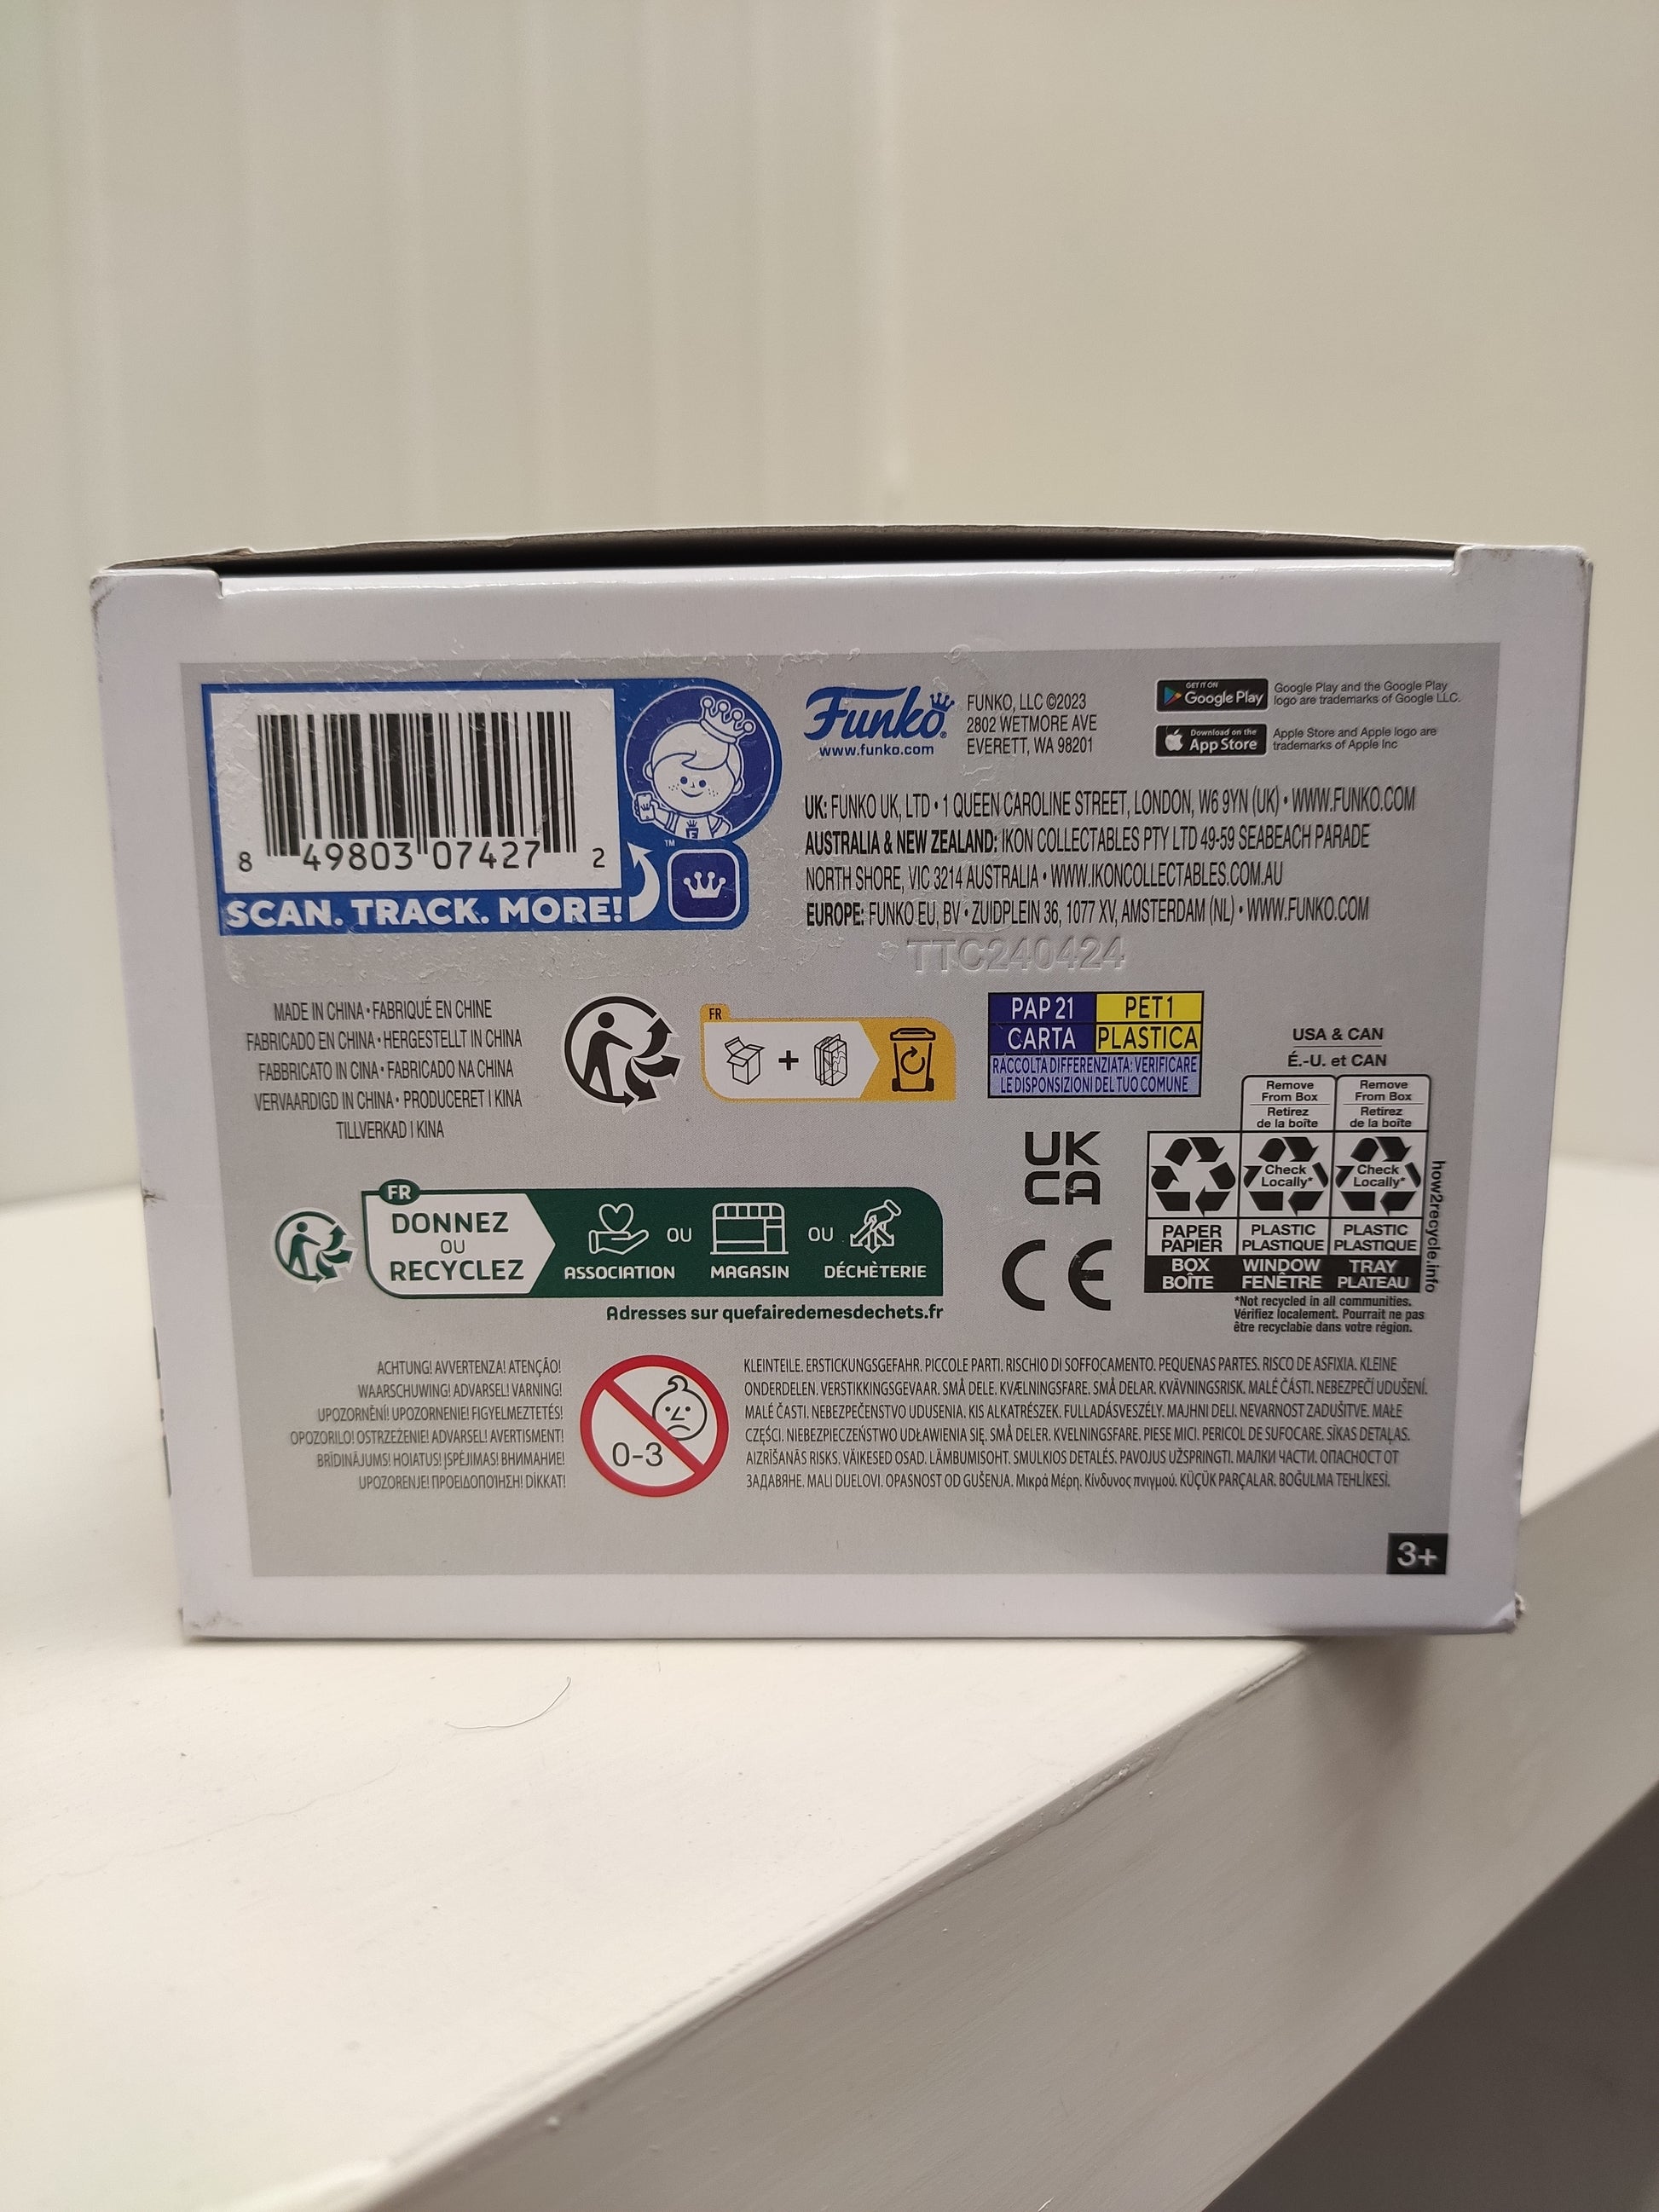 8 49803 07427 2
SCAN. TRACK. MORE!
TM
Funko®
www.funko.com
FUNKO, LLC ©2023
2802 WETMORE AVE
EVERETT, WA 98201
GET IT ON
Google Play
Google Play and the Google Play
logo are trademarks of Google LLC.
Download on the
App Store
Apple Store and Apple logo are
trademarks of Apple Inc
UK: FUNKO UK, LTD • 1 QUEEN CAROLINE STREET, LONDON, W6 9YN (UK) • WWW.FUNKO.COM
AUSTRALIA & NEW ZEALAND: IKON COLLECTABLES PTY LTD 49-59 SEABEACH PARADE
NORTH SHORE, VIC 3214 AUSTRALIA • WWW.IKONCOLLECTABLES.COM.AU
EUROPE: FUNKO EU, BV • ZUIDPLEIN 36, 1077 XV, AMSTERDAM (NL) • WWW.FUNKO.COM
TTC240424
MADE IN CHINA • FABRIQUÉ EN CHINE
FABRICADO EN CHINA • HERGESTELLT IN CHINA
FABBRICATO IN CINA • FABRICADO NA CHINA
VERVAARDIGD IN CHINA • PRODUCERET I KINA
TILLVERKAD I KINA
FR
+
PAP 21
CARTA
PET 1
PLASTICA
RACCOLTA DIFFERENZIATA: VERIFICARE
LE DISPONSIZIONI DEL TUO COMUNE
USA & CAN
É.-U. et CAN
Remove
From Box
Retirez
de la boîte
Remove
From Box
Retirez
de la boîte
Check
Locally*
Check
Locally*
PAPER
PAPIER
PLASTIC
PLASTIQUE
PLASTIC
PLASTIQUE
BOX
BOÎTE
WINDOW
FENÊTRE
TRAY
PLATEAU
how2recycle.info
*Not recycled in all communities.
Vérifiez localement. Pourrait ne pas
être recyclable dans votre région.
UK
CA
CE
FR
DONNEZ
OU
RECYCLEZ
ASSOCIATION
OU
MAGASIN
OU
DÉCHÈTERIE
Adresses sur quefairedemesdechets.fr
ACHTUNG! AVVERTENZA! ATENÇÃO!
WAARSCHUWING! ADVARSEL! VARNING!
UPOZORNĚNÍ! UPOZORNENIE! FIGYELMEZTETÉS!
OPOZORILO! OSTRZEŻENIE! ADVARSEL! AVERTISMENT!
BRĪDINĀJUMS! HOIATUS! ĮSPĖJIMAS! ВНИМАНИЕ!
UPOZORENJE! ΠΡΟΕΙΔΟΠΟΙΗΣΗ! DİKKAT!
0-3
KLEINTEILE. ERSTICKUNGSGEFAHR. PICCOLE PARTI. RISCHIO DI SOFFOCAMENTO. PEQUENAS PARTES. RISCO DE ASFIXIA. KLEINE
ONDERDELEN. VERSTIKKINGSGEVAAR. SMÅ DELE. KVÆLNINGSFARE. SMÅ DELAR. KVÄVNINGSRISK. MALÉ ČÁSTI. NEBEZPEČÍ UDUŠENÍ.
MALÉ ČASTI. NEBEZPEČENSTVO UDUSENIA. KIS ALKATRÉSZEK. FULLADÁSVESZÉLY. MAJHNI DELI. NEVARNOST ZADUŠITVE. MAŁE
CZĘŚCI. NIEBEZPIECZEŃSTWO UDŁAWIENIA SIĘ. SMÅ DELER. KVELNINGSFARE. PIESE MICI. PERICOL DE SUFOCARE. SĪKAS DETAĻAS.
AIZRĪŠANĀS RISKS. VÄIKESED OSAD. LÄMBUMISOHT. SMULKIOS DETALĖS. PAVOJUS UŽSPRINGTI. МАЛКИ ЧАСТИ. ОПАСНОСТ ОТ
ЗАДАВЯНЕ. MALI DIJELOVI. OPASNOST OD GUŠENJA. Μικρά Μέρη. Κίνδυνος πνιγμού. KÜÇÜK PARÇALAR. BOĞULMA TEHLİKESİ.
3+